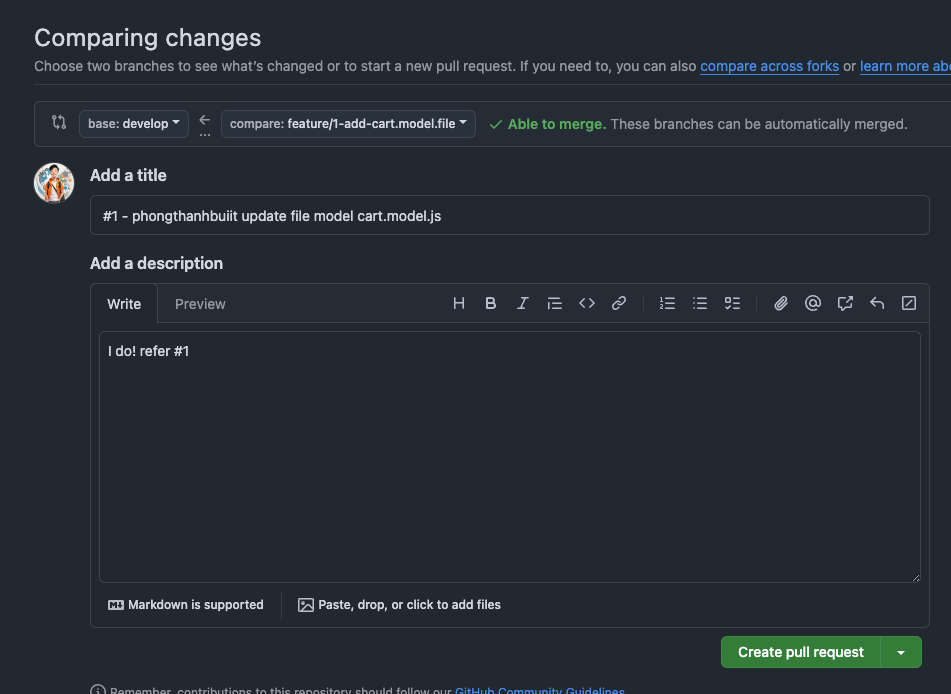 Comparing changes
Choose two branches to see what's changed or to start a new pull request. If you need to, you can also compare across forks or learn more
base: develop
compare: feature/1-add-cart.model.file
Able to merge. These branches can be automatically merged.
Add a title
#1 - phongthanhbuiit update file model cart.model.js
Add a description
Write Preview
I do! refer #1
Markdown is supported
Paste, drop, or click to add files
Create pull request
Remember, contributions to this repository should follow our GitHub Community Guidelines.